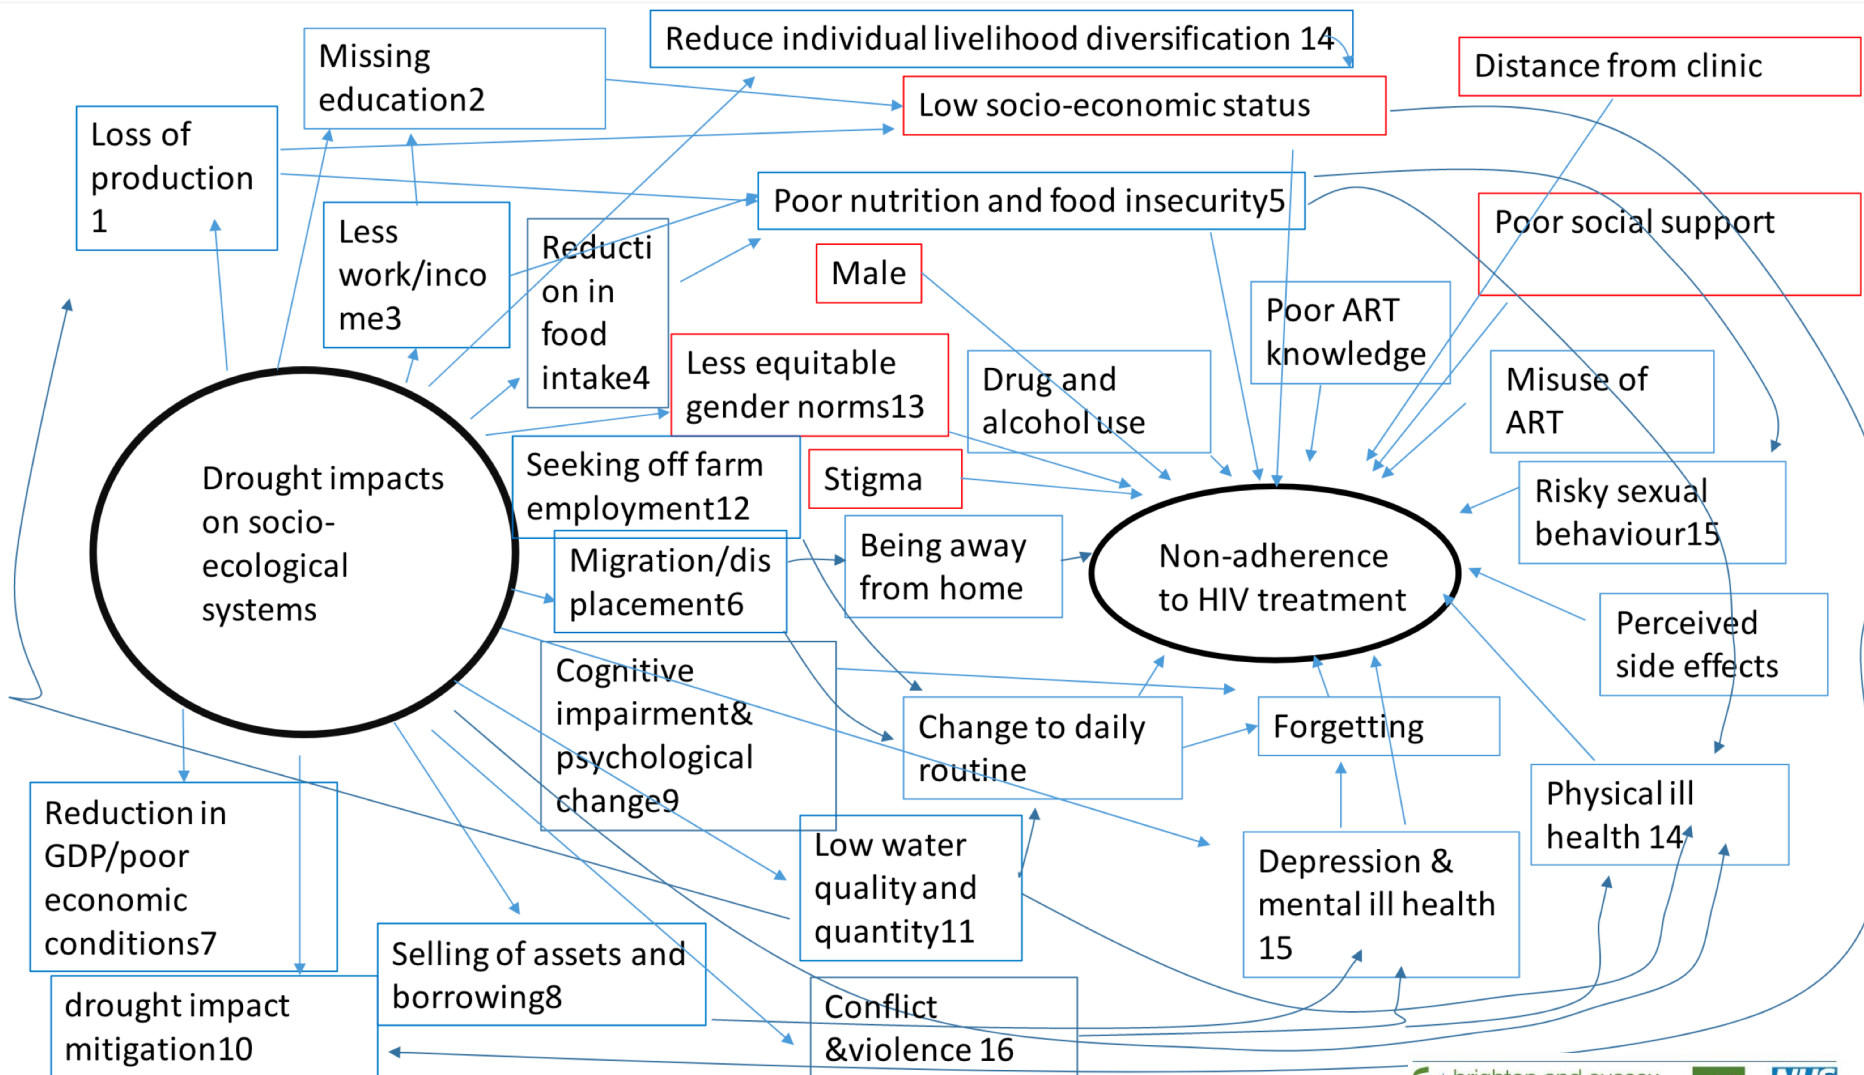 Reduce individual livelihood diversification 14
Missing
education2
Distance from clinic
Low socio-economic status
Loss of
production
1
Poor nutrition and food insecurity5
Poor social support
Less
work/inco
me3
Reducti
on in
food
intake4
Male
Poor ART
knowledge
Less equitable
gender norms13
Drug and
alcohol use
Misuse of
ART
Drought impacts
on socio-
ecological
systems
Seeking off farm
employment12
Stigma
Risky sexual
behaviour15
Migration/dis
placement6
Being away
from home
Non-adherence
to HIV treatment
Perceived
side effects
Cognitive
impairment&
psychological
change9
Change to daily
routine
Forgetting
Reduction in
GDP/poor
economic
conditions7
Low water
quality and
quantity11
Depression &
mental ill health
15
Physical ill
health 14
Selling of assets and
borrowing8
drought impact
mitigation10
Conflict
&violence 16
brighton and sussex
NHS